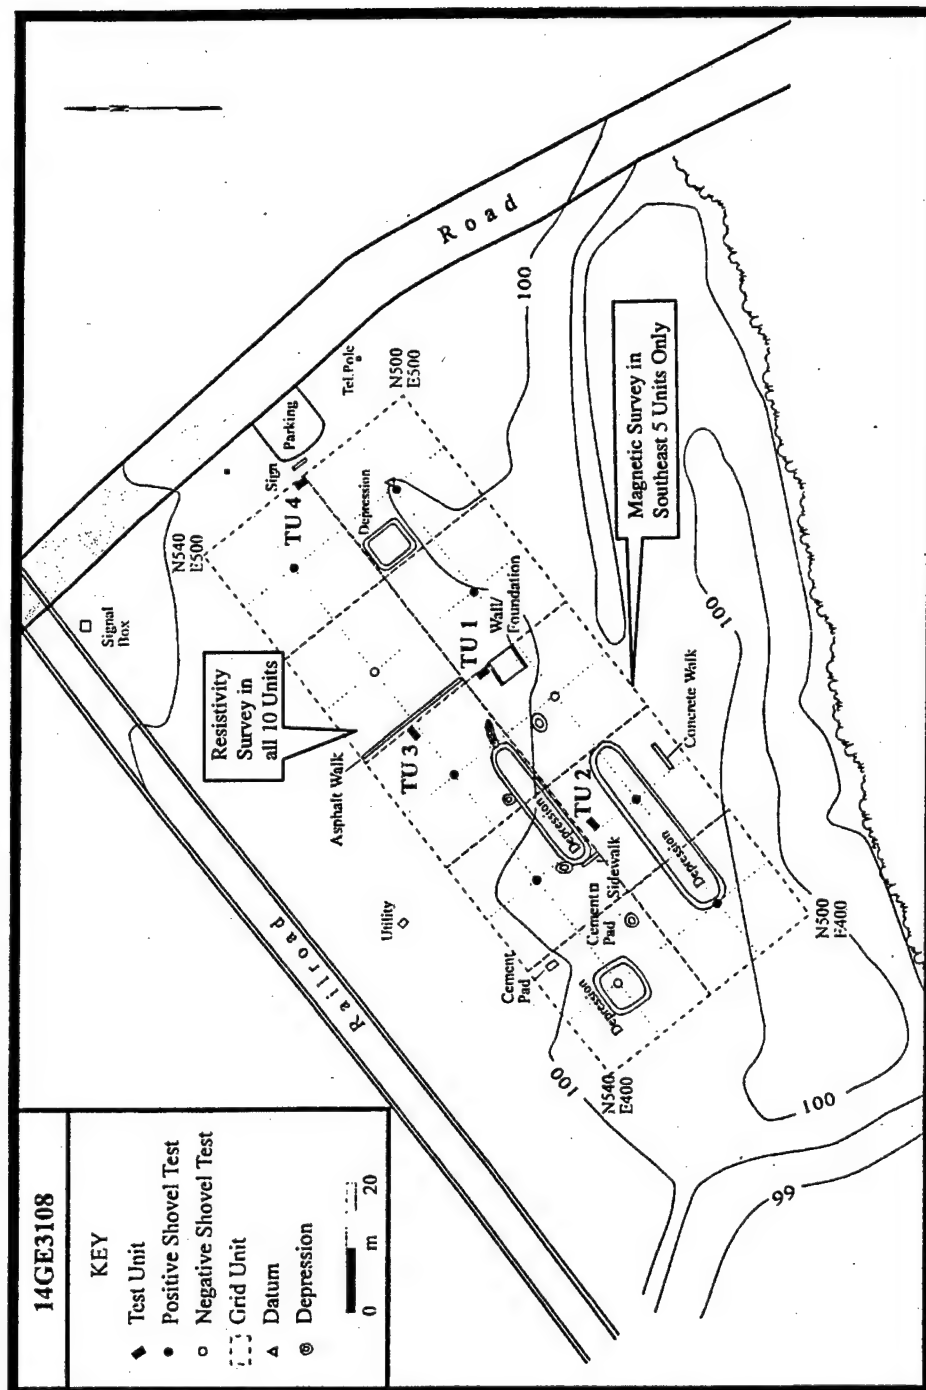 14GE3108
KEY
Test Unit
Positive Shovel Test
Negative Shovel Test
Grid Unit
Datum
Depression
0 m 20
N
Railroad
Road
Signal
Box
Utility
Resistivity
Survey in
all 10 Units
Asphalt Walk
N540
E500
Sign
Parking
Tel. Pole
TU 4
Depression
N500
E500
TU 3
TU 1
Wall/
Foundation
100
Magnetic Survey in
Southeast 5 Units Only
Cement
Pad
Depression
TU 2
Cement
Pad
Sidewalk
Depression
Concrete Walk
Depression
N540
E400
N500
E400
100
100
100
99